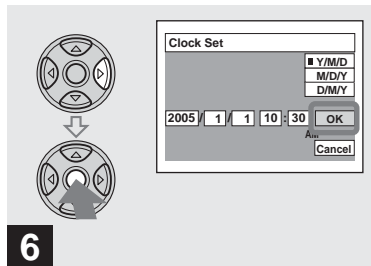 Clock Set
Y/M/D
M/D/Y
D/M/Y
2005 / 1 / 1 10 : 30 OK
AM
Cancel
6